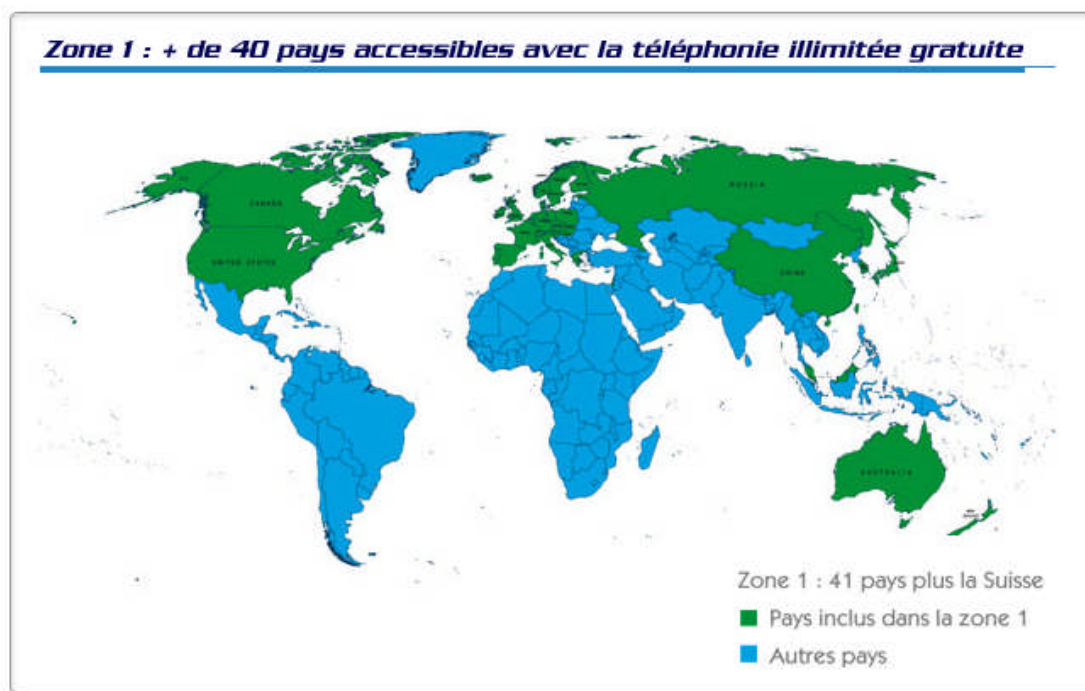 Zone 1 : + de 40 pays accessibles avec la téléphonie illimitée gratuite
RUSSIA
CANADA
UNITED STATES
CHINA
AUSTRALIA
Zone 1 : 41 pays plus la Suisse
Pays inclus dans la zone 1
Autres pays